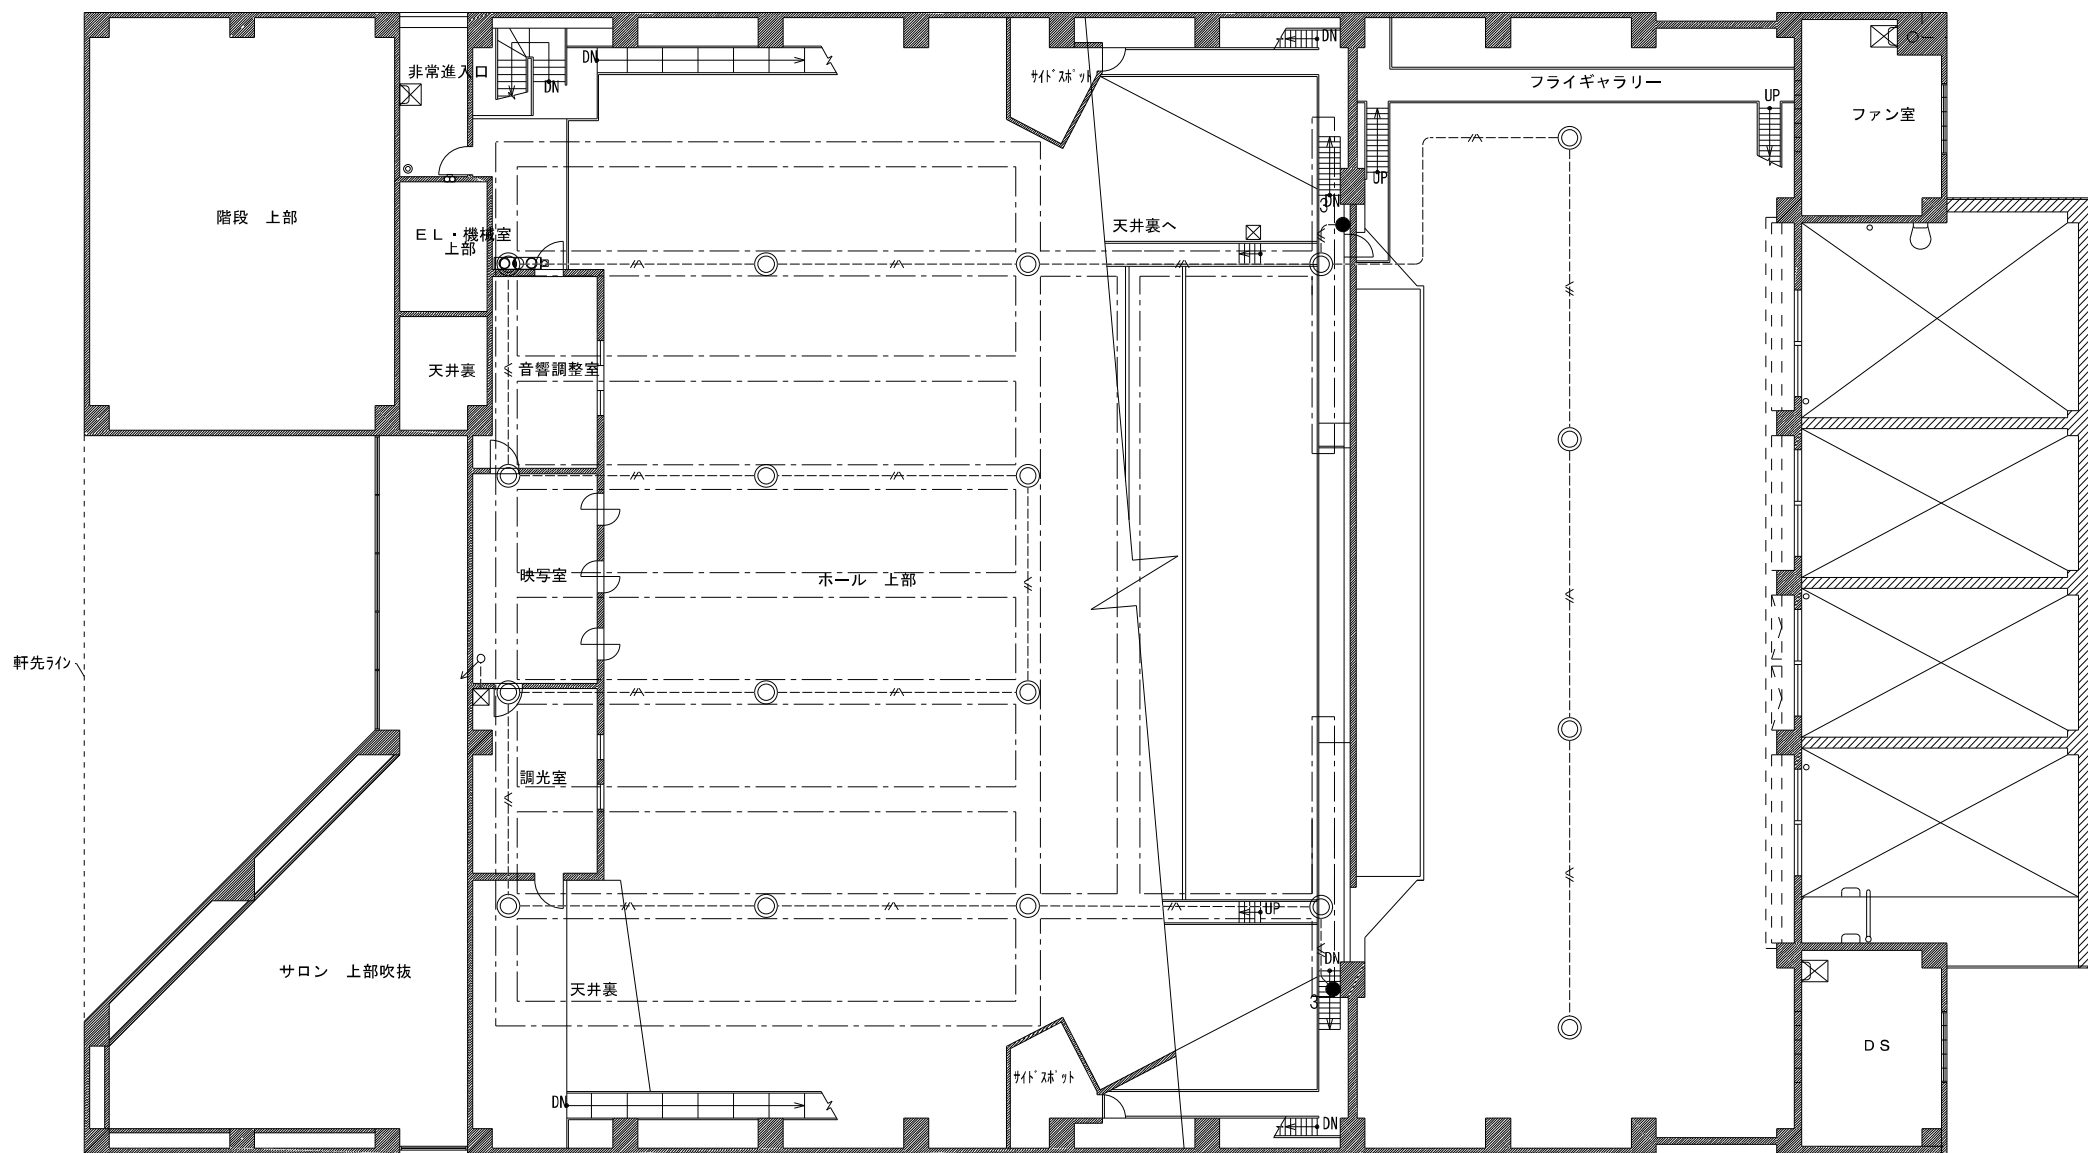 DN
DN
DN
非常進入口
サイドスポット
フライギャラリー
UP
ファン室
UP
DN
3
階段　上部
天井裏へ
ＥＬ・機械室
上部
天井裏
音響調整室
映写室
ホール　上部
軒先ライン
調光室
UP
DN
3
サロン　上部吹抜
天井裏
ＤＳ
サイドスポット
DN
DN